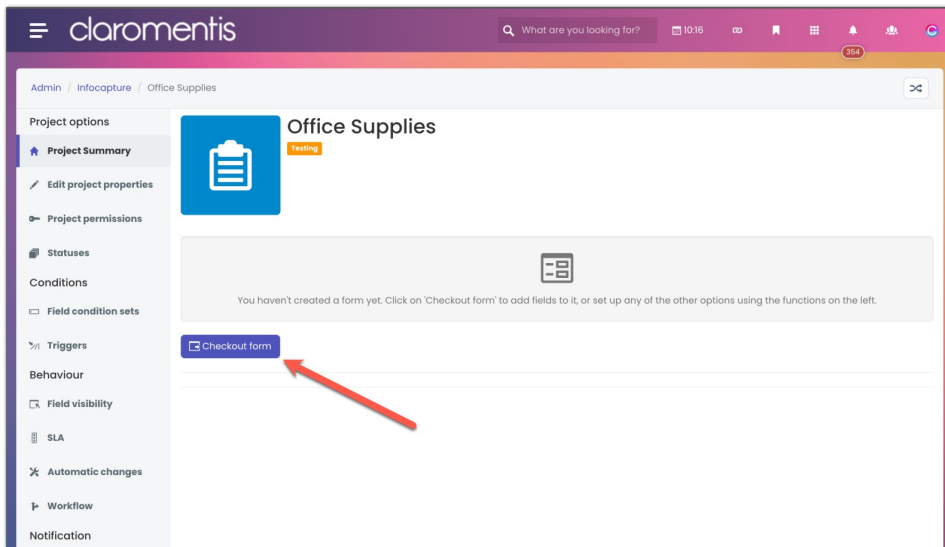 claromentis
What are you looking for?
10:16
354
Admin / Infocapture / Office Supplies
Project options
Project Summary
Edit project properties
Project permissions
Statuses
Conditions
Field condition sets
Triggers
Behaviour
Field visibility
SLA
Automatic changes
Workflow
Notification
Office Supplies
Testing
You haven't created a form yet. Click on 'Checkout form' to add fields to it, or set up any of the other options using the functions on the left.
Checkout form